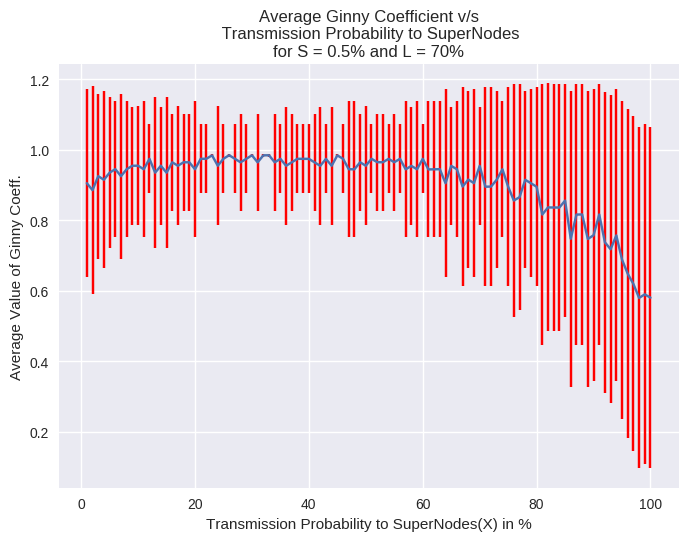 Average Ginny Coefficient v/s
Transmission Probability to SuperNodes
for S = 0.5% and L = 70%
Average Value of Ginny Coeff.
1.2
1.0
0.8
0.6
0.4
0.2
0 20 40 60 80 100
Transmission Probability to SuperNodes(X) in %